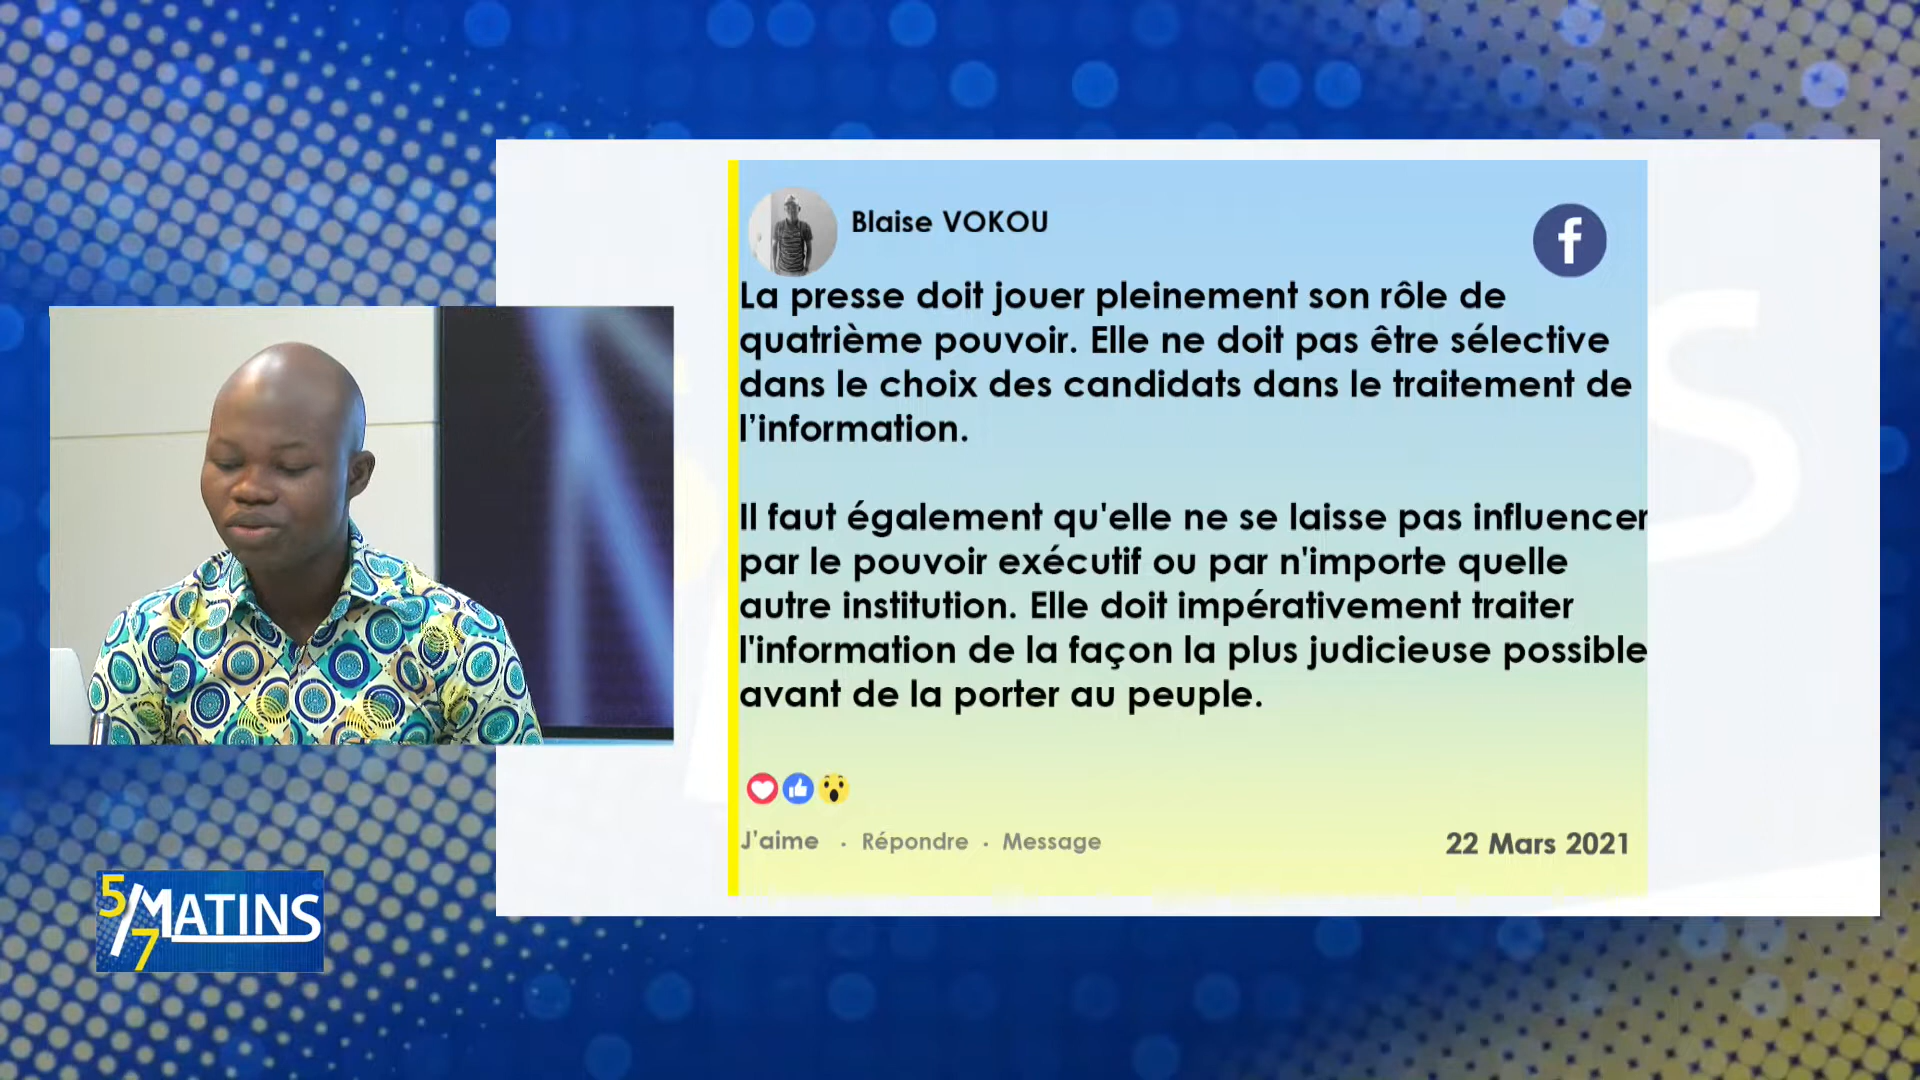 Blaise VOKOU
f
La presse doit jouer pleinement son rôle de
quatrième pouvoir. Elle ne doit pas être sélective
dans le choix des candidats dans le traitement de
l’information.
Il faut également qu'elle ne se laisse pas influencer
par le pouvoir exécutif ou par n'importe quelle
autre institution. Elle doit impérativement traiter
l'information de la façon la plus judicieuse possible
avant de la porter au peuple.
J'aime · Répondre · Message
22 Mars 2021
5/7 MATINS